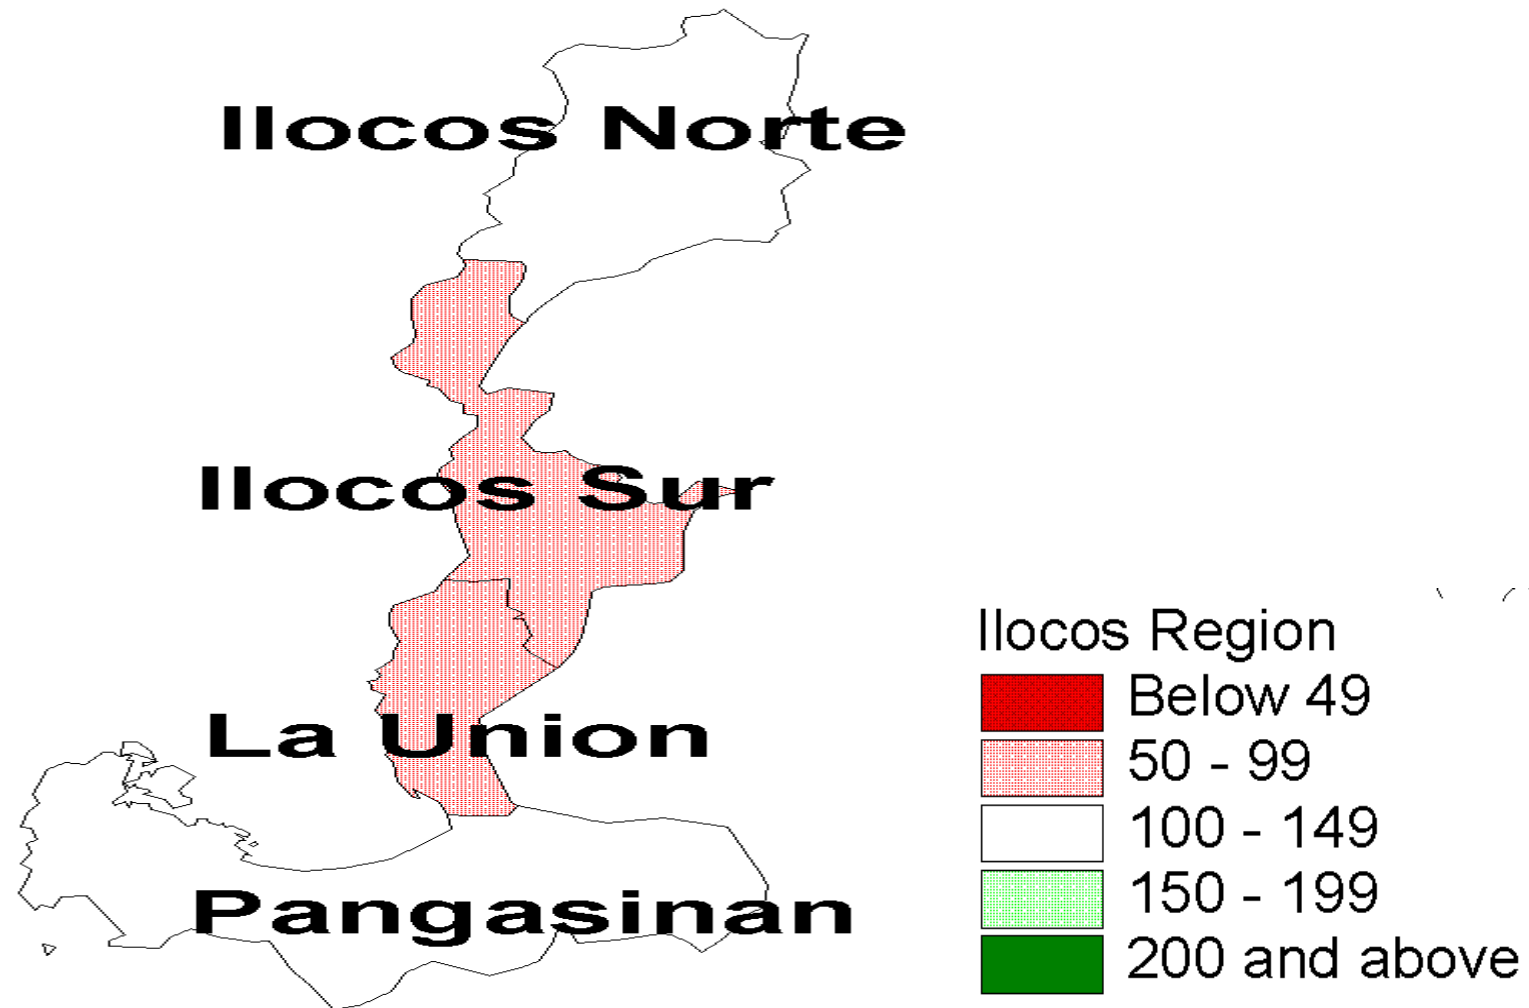 Ilocos Norte
Ilocos Sur
La Union
Pangasinan
Ilocos Region
Below 49
50 - 99
100 - 149
150 - 199
200 and above